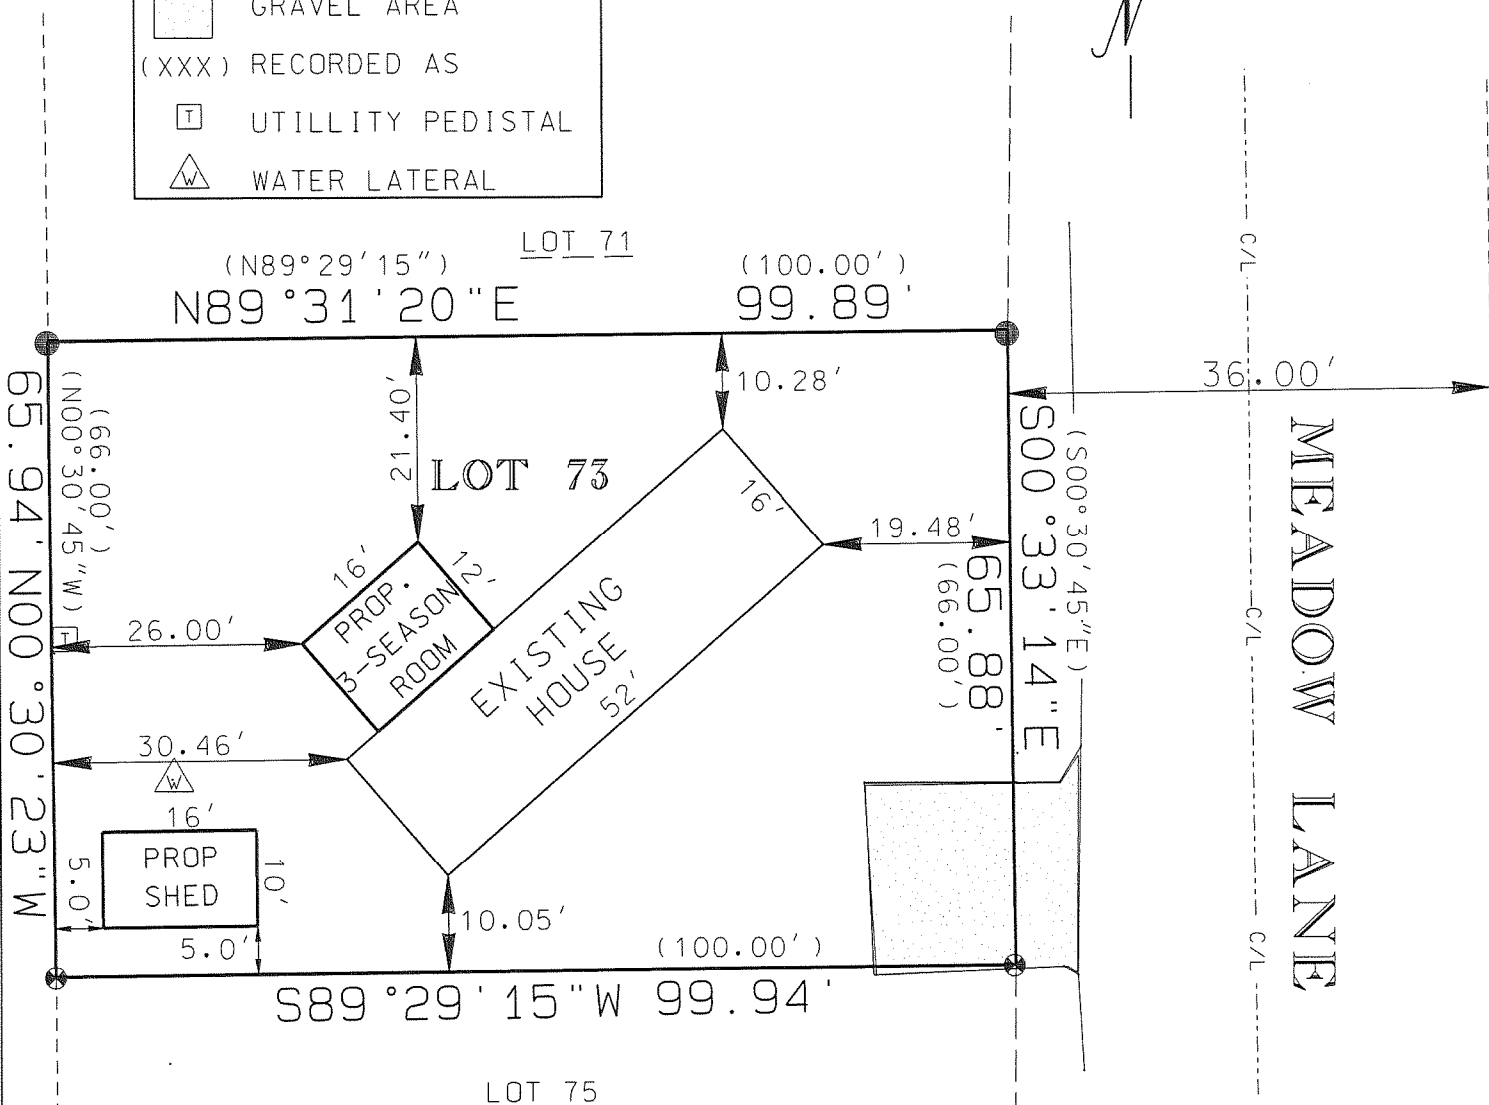 GRAVEL AREA
(XXX) RECORDED AS
T UTILLITY PEDISTAL
W WATER LATERAL
N
LOT 71
(N89°29'15") (100.00')
N89°31'20"E 99.89'
65.94' N00°30'23"W
(66.00')
(N00°30'45"W)
21.40'
10.28'
36.00'
LOT 73
16'
19.48'
S00°33'14"E
(S00°30'45"E)
65.88'
(66.00')
MEADOW LANE
C/L
C/L
C/L
16'
12'
PROP.
3-SEASON
ROOM
EXISTING
HOUSE
52'
T
26.00'
30.46'
W
16'
PROP
SHED
10'
5.0'
5.0'
10.05'
(100.00')
S89°29'15"W 99.94'
LOT 75